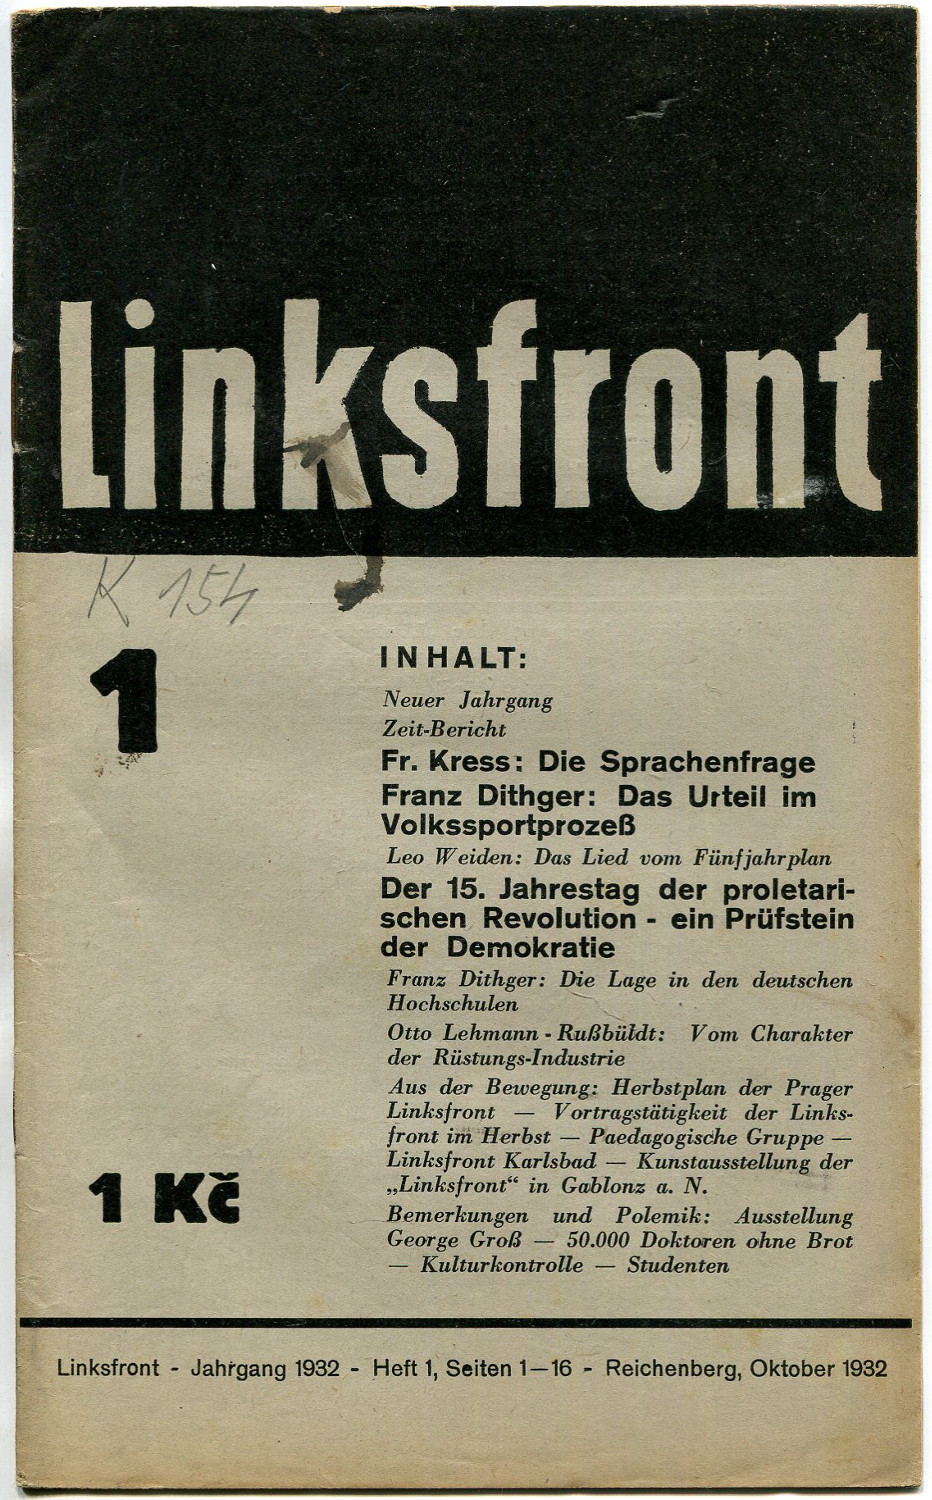 Linksfront
K 154
1
INHALT:
Neuer Jahrgang
Zeit-Bericht
Fr. Kress: Die Sprachenfrage
Franz Dithger: Das Urteil im
Volkssportprozeß
Leo Weiden: Das Lied vom Fünfjahrplan
Der 15. Jahrestag der proletari-
schen Revolution - ein Prüfstein
der Demokratie
Franz Dithger: Die Lage in den deutschen
Hochschulen
Otto Lehmann - Rußbüldt: Vom Charakter
der Rüstungs-Industrie
Aus der Bewegung: Herbstplan der Prager
Linksfront — Vortragstätigkeit der Links-
front im Herbst — Paedagogische Gruppe —
Linksfront Karlsbad — Kunstausstellung der
„Linksfront“ in Gablonz a. N.
Bemerkungen und Polemik: Ausstellung
George Groß — 50.000 Doktoren ohne Brot
— Kulturkontrolle — Studenten
1 Kč
Linksfront - Jahrgang 1932 - Heft 1, Seiten 1—16 - Reichenberg, Oktober 1932